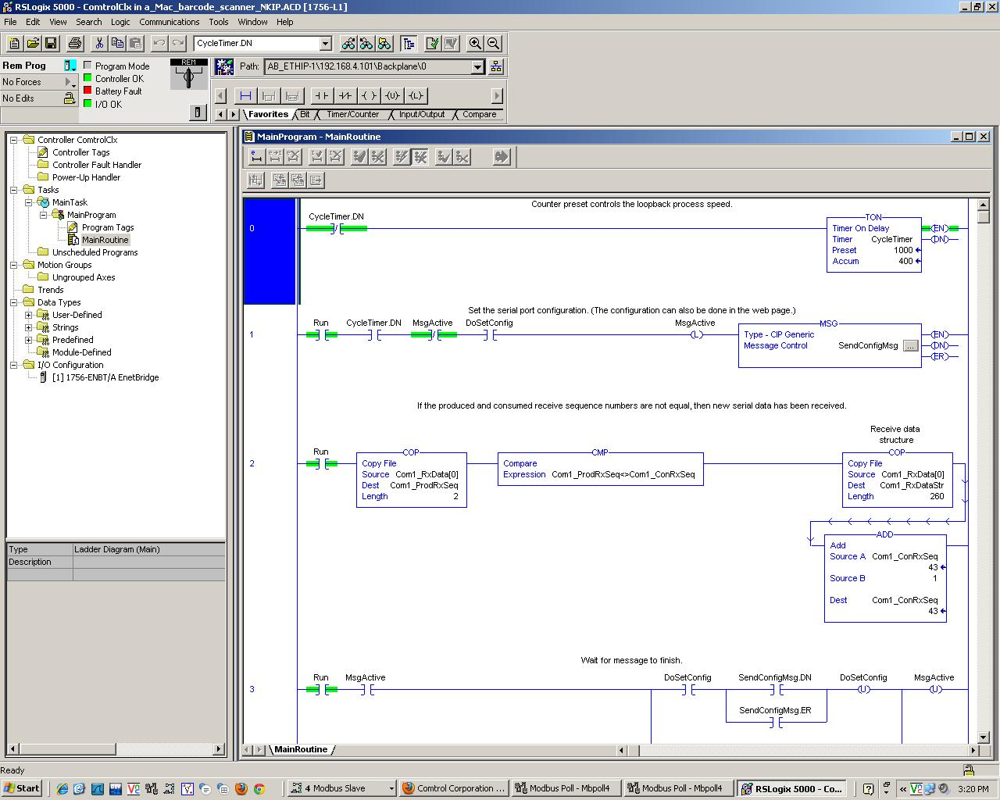 RSLogix 5000 - ComtrolClx in a_Mac_barcode_scanner_NKIP.ACD [1756-L1]
File Edit View Search Logic Communications Tools Window Help
CycleTimer.DN
Rem Prog
No Forces
No Edits
Program Mode
Controller OK
Battery Fault
I/O OK
REM
Path: AB_ETHIP-1\192.168.4.101\Backplane\0
Favorites Bit Timer/Counter Input/Output Compare
Controller ComtrolClx
Controller Tags
Controller Fault Handler
Power-Up Handler
Tasks
MainTask
MainProgram
Program Tags
MainRoutine
Unscheduled Programs
Motion Groups
Ungrouped Axes
Trends
Data Types
User-Defined
Strings
Predefined
Module-Defined
I/O Configuration
[1] 1756-ENBT/A EnetBridge
Type Ladder Diagram (Main)
Description
MainProgram - MainRoutine
Counter preset controls the loopback process speed.
0
CycleTimer.DN
TON
Timer On Delay
Timer CycleTimer
Preset 1000
Accum 400
EN
DN
Set the serial port configuration. (The configuration can also be done in the web page.)
1
Run CycleTimer.DN MsgActive DoSetConfig MsgActive
L
MSG
Type - CIP Generic
Message Control SendConfigMsg ...
EN
DN
ER
If the produced and consumed receive sequence numbers are not equal, then new serial data has been received.
2
Run
COP
Copy File
Source Com1_RxData[0]
Dest Com1_ProdRxSeq
Length 2
CMP
Compare
Expression Com1_ProdRxSeq<>Com1_ConRxSeq
Receive data
structure
COP
Copy File
Source Com1_RxData[0]
Dest Com1_RxDataStr
Length 260
ADD
Add
Source A Com1_ConRxSeq
43
Source B 1
Dest Com1_ConRxSeq
43
Wait for message to finish.
3
Run MsgActive DoSetConfig SendConfigMsg.DN DoSetConfig MsgActive
U U
SendConfigMsg.ER
MainRoutine
Ready
Start 4 Modbus Slave Comtrol Corporation ... Modbus Poll - Mbpoll4 Modbus Poll - Mbpoll4 RSLogix 5000 - Co... 3:20 PM